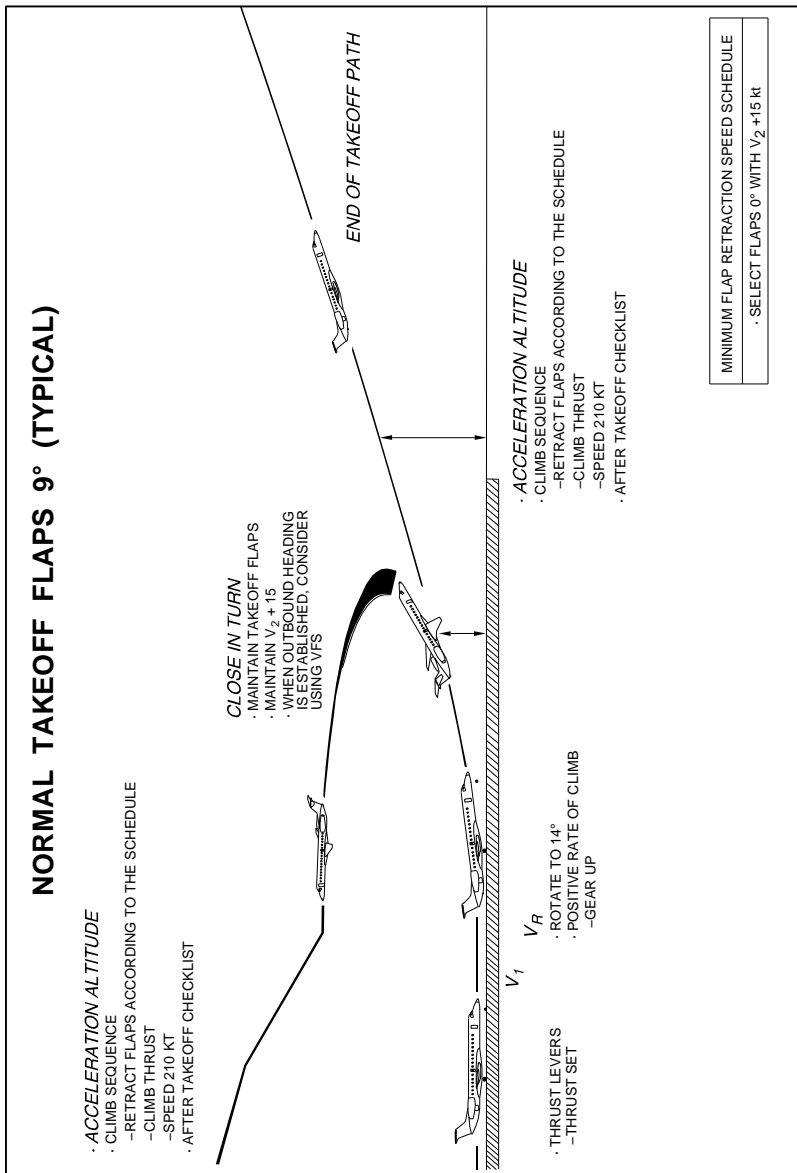 NORMAL TAKEOFF FLAPS 9° (TYPICAL)
· ACCELERATION ALTITUDE
· CLIMB SEQUENCE
–RETRACT FLAPS ACCORDING TO THE SCHEDULE
–CLIMB THRUST
–SPEED 210 KT
· AFTER TAKEOFF CHECKLIST
CLOSE IN TURN
· MAINTAIN TAKEOFF FLAPS
· MAINTAIN V₂ + 15
· WHEN OUTBOUND HEADING
IS ESTABLISHED, CONSIDER
USING VFS
END OF TAKEOFF PATH
· THRUST LEVERS
–THRUST SET
V₁
V_R
· ROTATE TO 14°
· POSITIVE RATE OF CLIMB
–GEAR UP
· ACCELERATION ALTITUDE
· CLIMB SEQUENCE
–RETRACT FLAPS ACCORDING TO THE SCHEDULE
–CLIMB THRUST
–SPEED 210 KT
· AFTER TAKEOFF CHECKLIST
MINIMUM FLAP RETRACTION SPEED SCHEDULE
· SELECT FLAPS 0° WITH V₂ +15 kt